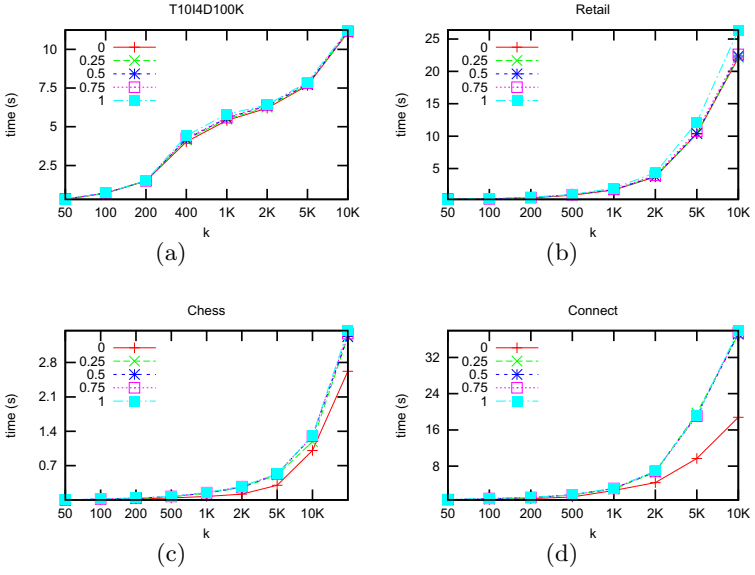 T10I4D100K
0
0.25
0.5
0.75
1
10
7.5
5
2.5
time (s)
50 100 200 400 1K 2K 5K 10K
k
(a)
Retail
0
0.25
0.5
0.75
1
25
20
15
10
5
time (s)
50 100 200 500 1K 2K 5K 10K
k
(b)
Chess
0
0.25
0.5
0.75
1
2.8
2.1
1.4
0.7
time (s)
50 100 200 500 1K 2K 5K 10K
k
(c)
Connect
0
0.25
0.5
0.75
1
32
24
16
8
time (s)
50 100 200 500 1K 2K 5K 10K
k
(d)